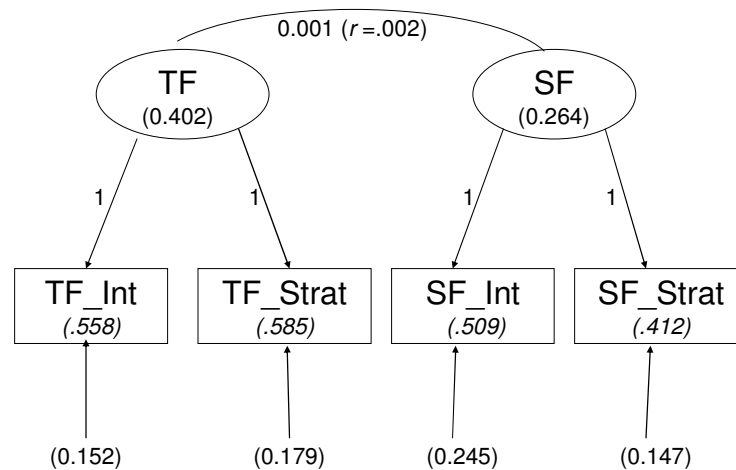 0.001 (r =.002)
TF
(0.402)
SF
(0.264)
1
1
1
1
TF_Int
(.558)
TF_Strat
(.585)
SF_Int
(.509)
SF_Strat
(.412)
(0.152)
(0.179)
(0.245)
(0.147)